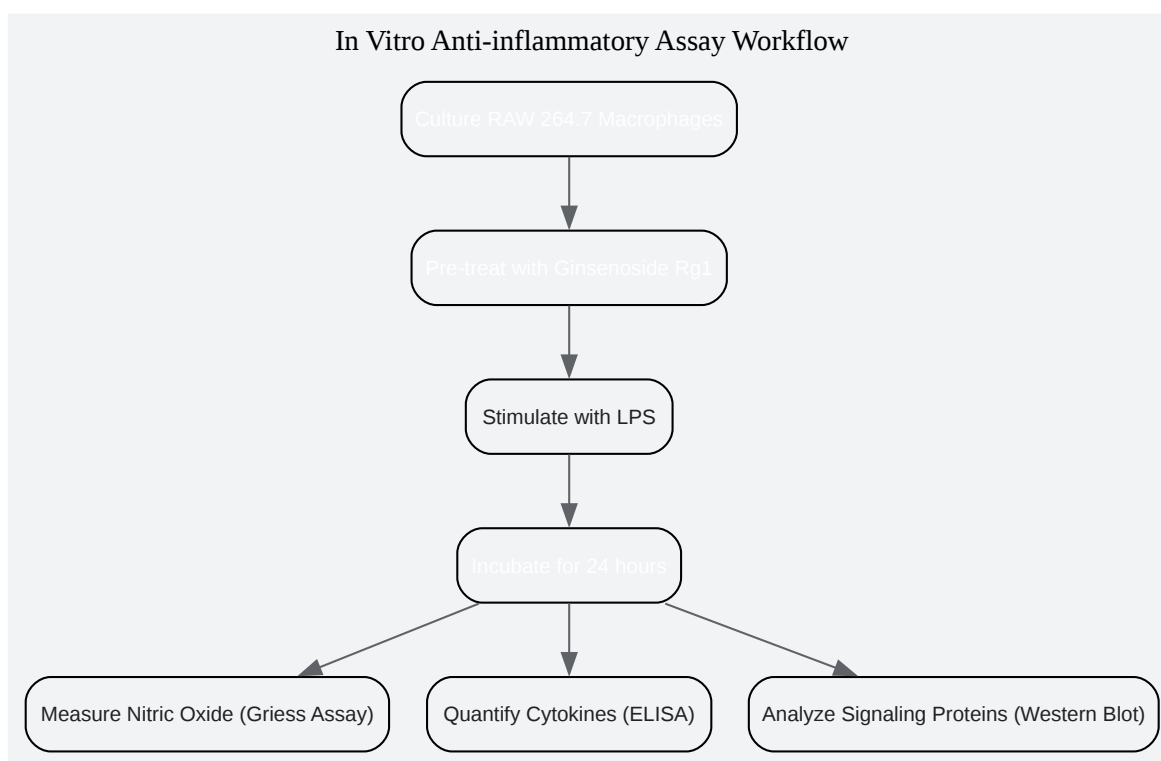 In Vitro Anti-inflammatory Assay Workflow
Culture RAW 264.7 Macrophages
Pre-treat with Ginsenoside Rg1
Stimulate with LPS
Incubate for 24 hours
Measure Nitric Oxide (Griess Assay)
Quantify Cytokines (ELISA)
Analyze Signaling Proteins (Western Blot)